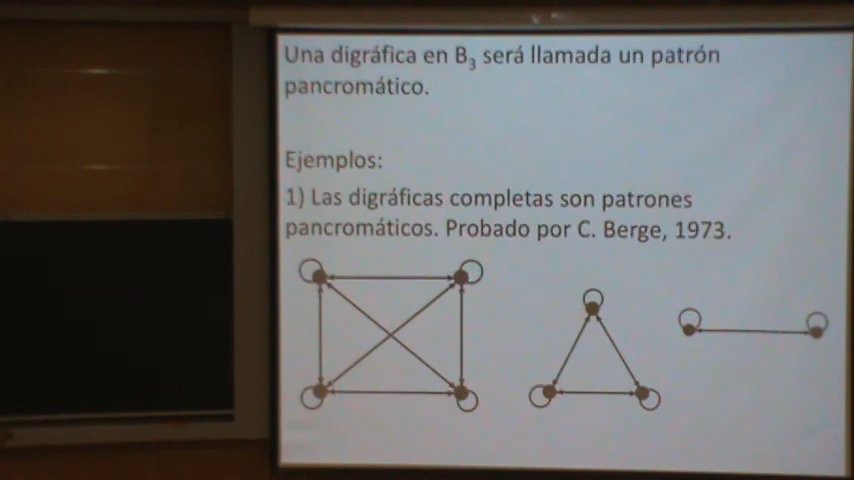 Una digráfica en B₃ será llamada un patrón
pancromático.
Ejemplos:
1) Las digráficas completas son patrones
pancromáticos. Probado por C. Berge, 1973.